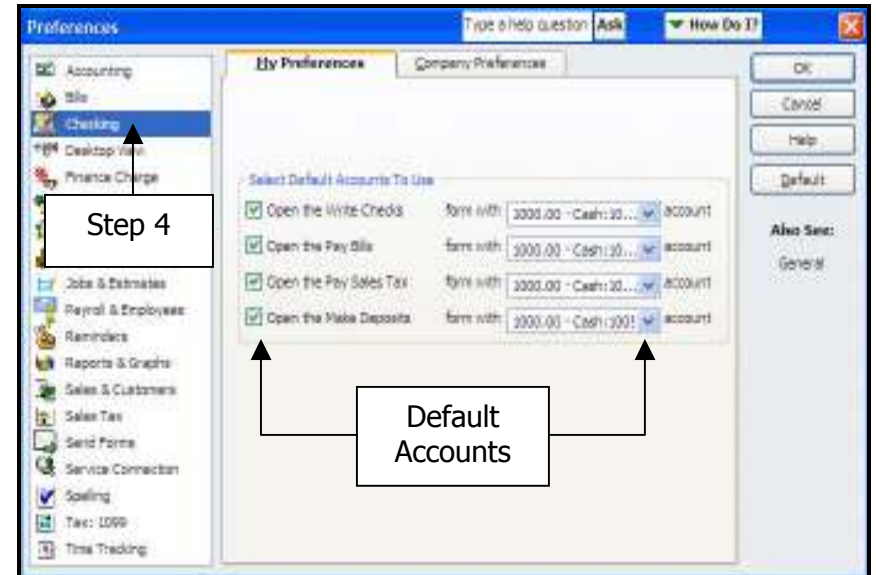 Preferences
Type a help question Ask
How Do I?
Accounting
Bills
Checking
Desktop View
Finance Charge
Jobs & Estimates
Payroll & Employees
Reminders
Reports & Graphs
Sales & Customers
Sales Tax
Send Forms
Service Connection
Spelling
Tax: 1099
Time Tracking
Step 4
My Preferences
Company Preferences
Select Default Accounts To Use
Open the Write Checks form with 1000.00 · Cash:10... account
Open the Pay Bills form with 1000.00 · Cash:10... account
Open the Pay Sales Tax form with 1000.00 · Cash:10... account
Open the Make Deposits form with 1000.00 · Cash:100 account
Default
Accounts
OK
Cancel
Help
Default
Also See:
General